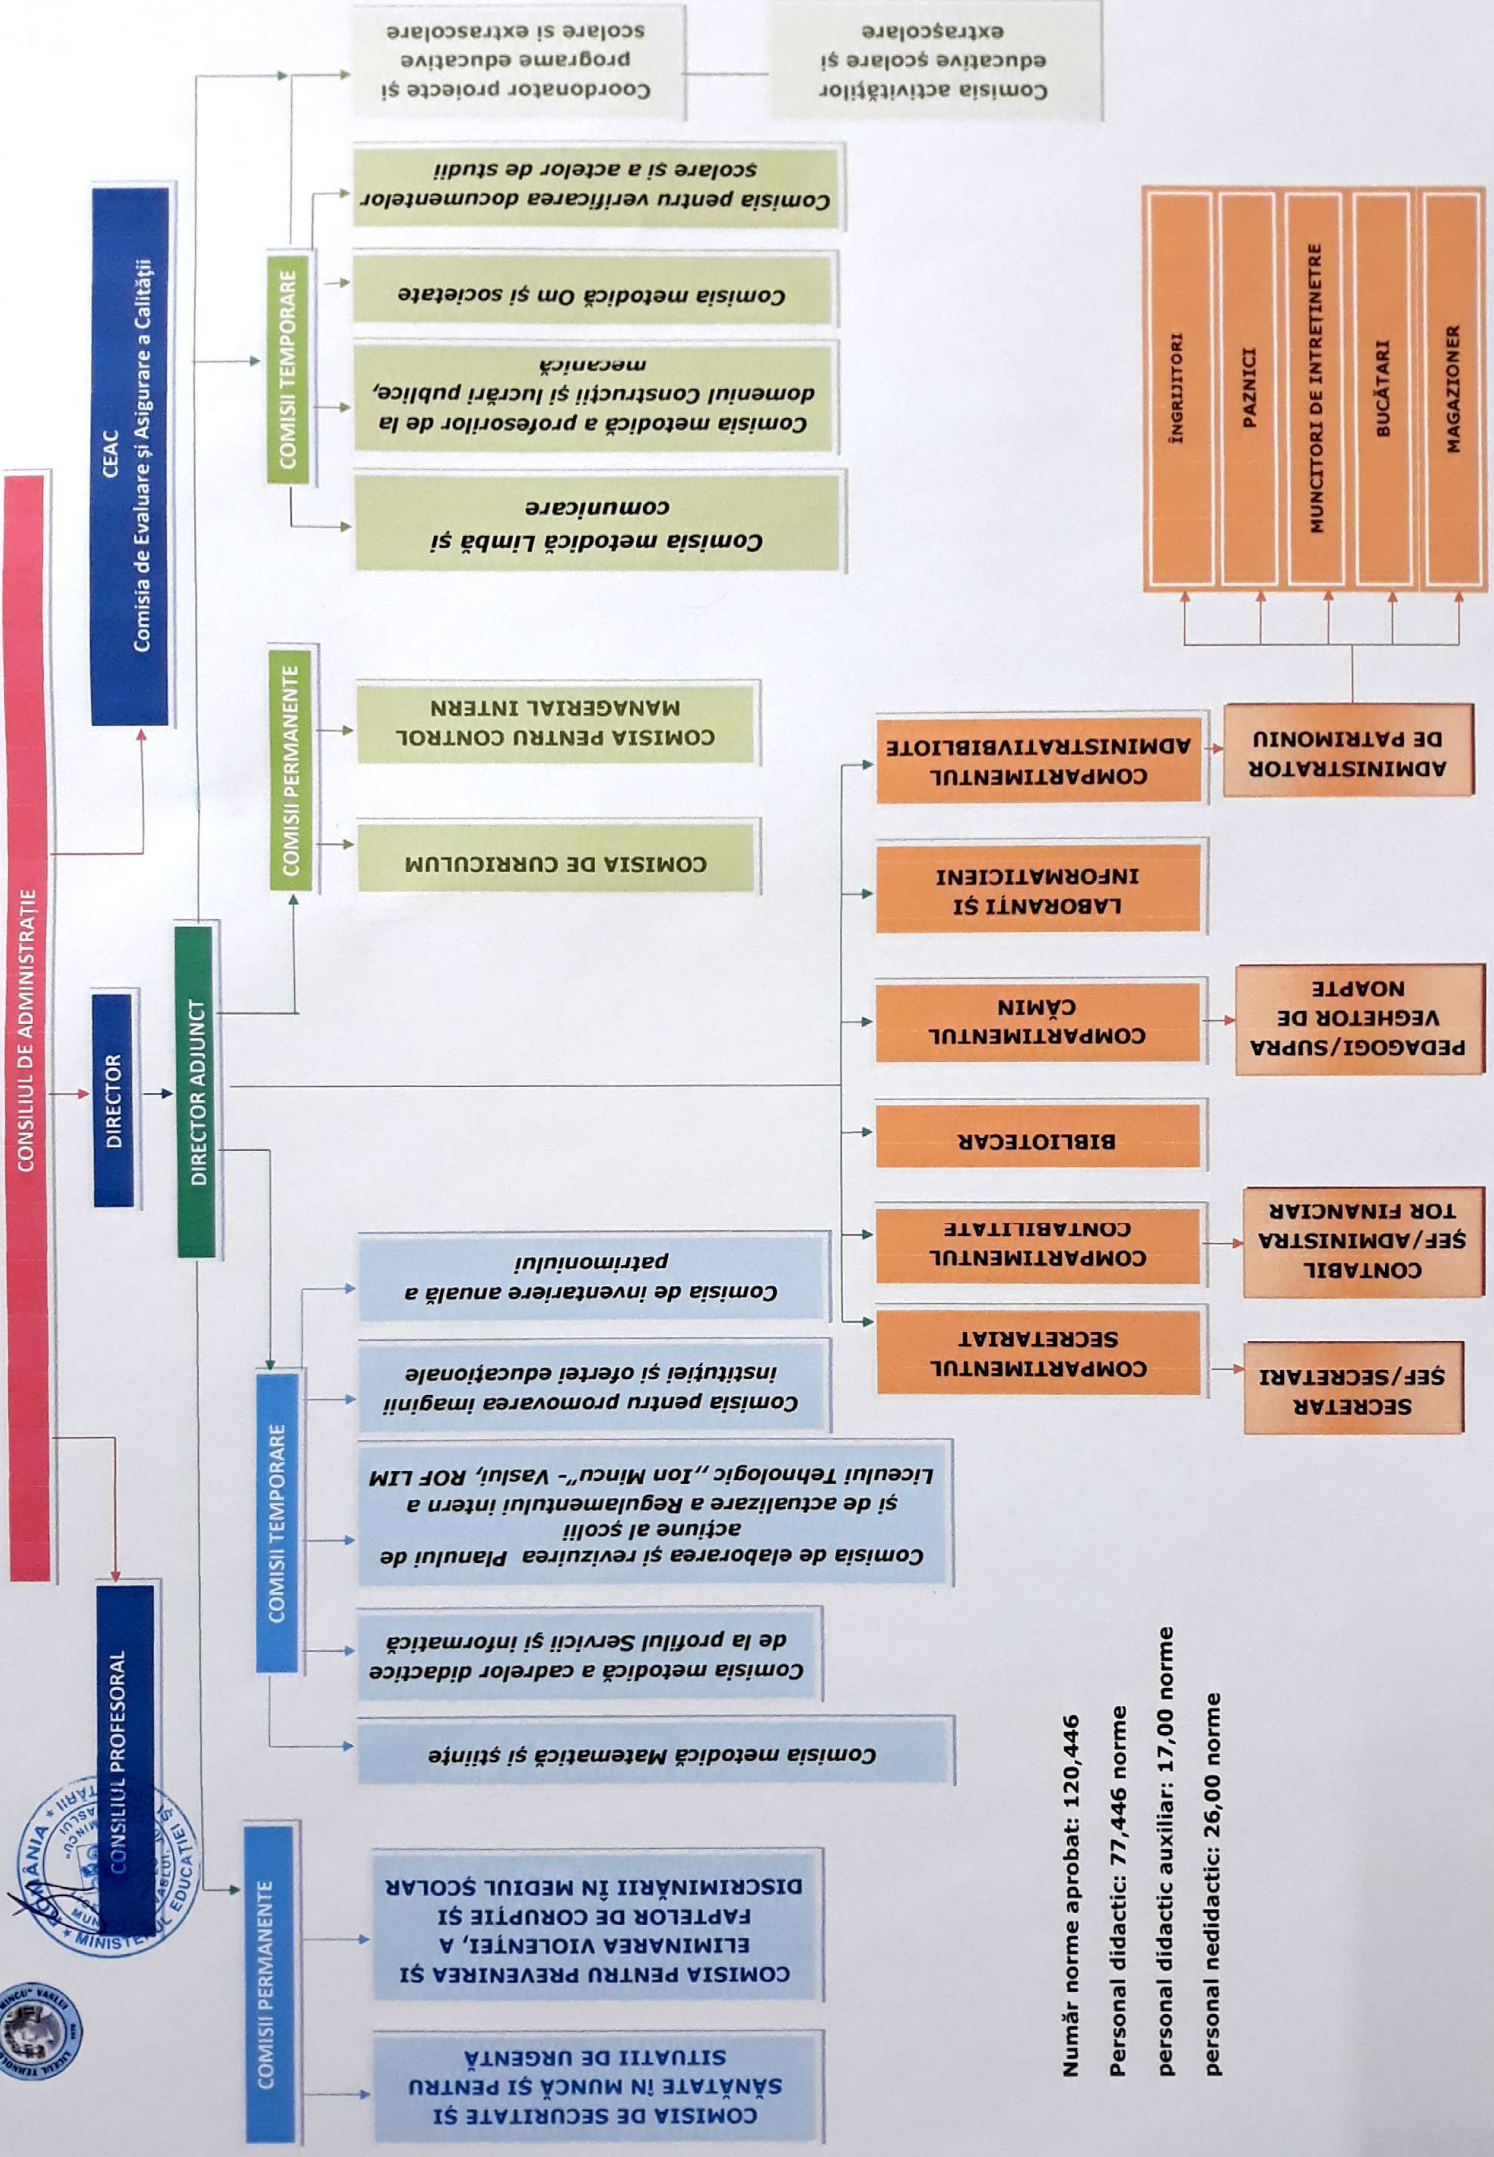 CONSILIUL DE ADMINISTRAȚIE
CONSILIUL PROFESORAL
DIRECTOR
CEAC
Comisia de Evaluare și Asigurare a Calității
DIRECTOR ADJUNCT
COMISII PERMANENTE
COMISII TEMPORARE
COMISII PERMANENTE
COMISII TEMPORARE
COMISIA DE SECURITATE ȘI
SĂNĂTATE ÎN MUNCĂ ȘI PENTRU
SITUATII DE URGENȚĂ
COMISIA PENTRU PREVENIREA ȘI
ELIMINAREA VIOLENȚEI, A
FAPTELOR DE CORUPȚIE ȘI
DISCRIMINĂRII ÎN MEDIUL ȘCOLAR
Comisia metodică Matematică și științe
Comisia metodică a cadrelor didactice
de la profilul Servicii și informatică
Comisia de elaborarea și revizuirea Planului de
acțiune al școlii
și de actualizare a Regulamentului intern a
Liceului Tehnologic ,,Ion Mincu"- Vaslui, ROF LIM
Comisia pentru promovarea imaginii
instituției și ofertei educaționale
Comisia de inventariere anuală a
patrimoniului
COMISIA DE CURRICULUM
COMISIA PENTRU CONTROL
MANAGERIAL INTERN
Comisia metodică Limbă și
comunicare
Comisia metodică a profesorilor de la
domeniul Construcții și lucrări publice,
mecanică
Comisia metodică Om și societate
Comisia pentru verificarea documentelor
școlare și a actelor de studii
Coordonator proiecte și
programe educative
scolare si extrascolare
Comisia activităților
educative școlare și
extrașcolare
COMPARTIMENTUL
SECRETARIAT
COMPARTIMENTUL
CONTABILITATE
BIBLIOTECAR
COMPARTIMENTUL
CĂMIN
LABORANȚI ȘI
INFORMATICIENI
COMPARTIMENTUL
ADMINISTRATIVBIBLIOTE
SECRETAR
ȘEF/SECRETARI
CONTABIL
ȘEF/ADMINISTRA
TOR FINANCIAR
PEDAGOGI/SUPRA
VEGHETOR DE
NOAPTE
ADMINISTRATOR
DE PATRIMONIU
ÎNGRIJITORI
PAZNICI
MUNCITORI DE INTREȚINETRE
BUCĂTARI
MAGAZIONER
Număr norme aprobat: 120,446
Personal didactic: 77,446 norme
personal didactic auxiliar: 17,00 norme
personal nedidactic: 26,00 norme
ROMÂNIA